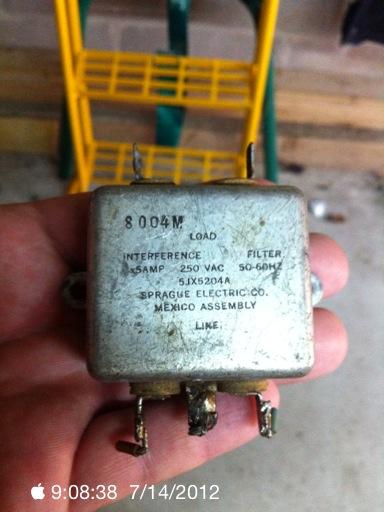 8004M
LOAD
INTERFERENCE FILTER
5AMP 250 VAC 50-60HZ
5JX5204A
SPRAGUE ELECTRIC CO.
MEXICO ASSEMBLY
LINE
9:08:38 7/14/2012